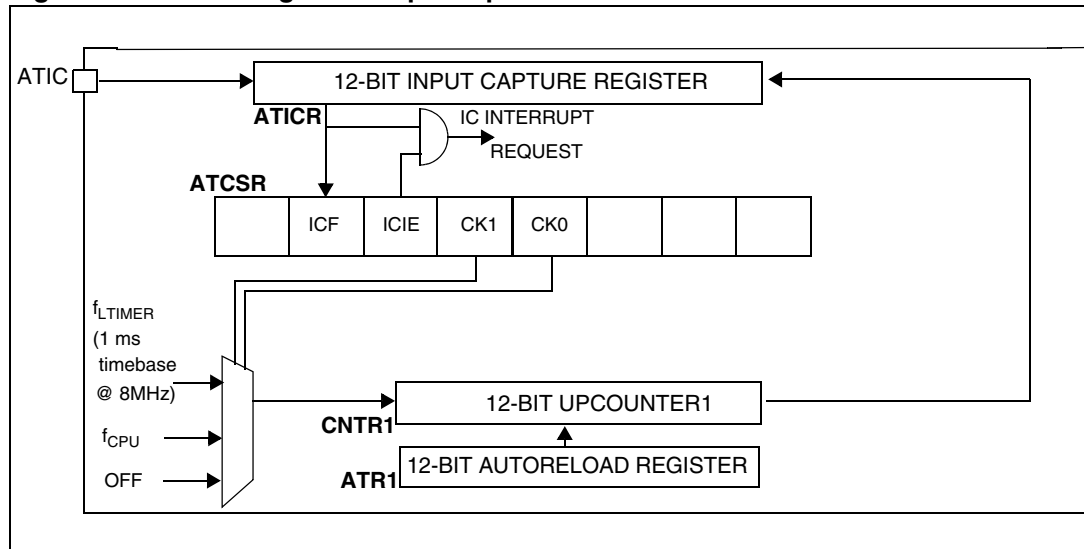 ATIC
12-BIT INPUT CAPTURE REGISTER
ATICR
IC INTERRUPT
REQUEST
ATCSR
ICF
ICIE
CK1
CK0
fLTIMER
(1 ms
timebase
@ 8MHz)
fCPU
OFF
12-BIT UPCOUNTER1
CNTR1
12-BIT AUTORELOAD REGISTER
ATR1